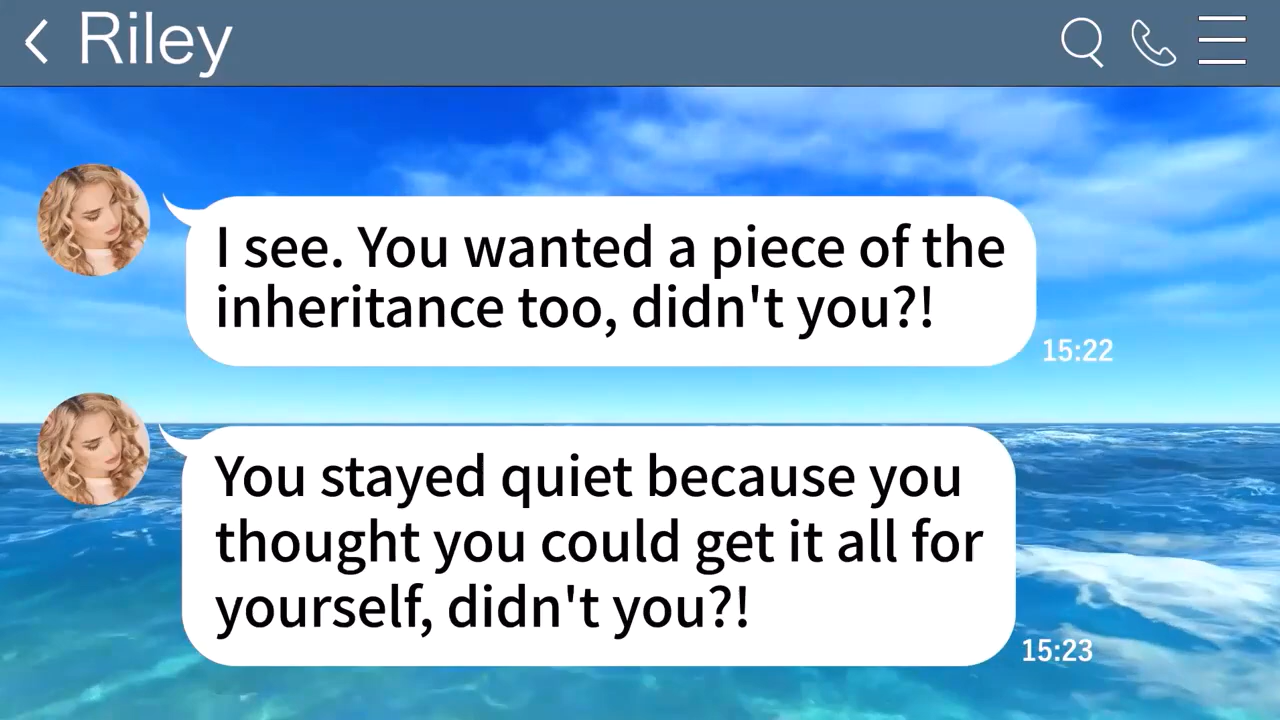 Riley
I see. You wanted a piece of the
inheritance too, didn't you?!
15:22
You stayed quiet because you
thought you could get it all for
yourself, didn't you?!
15:23